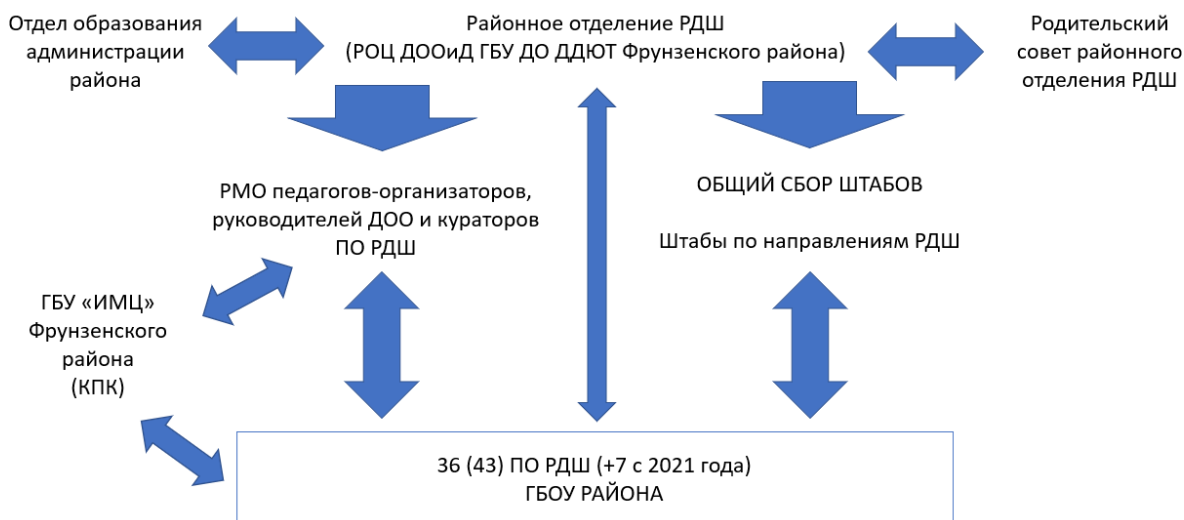 Отдел образования
администрации
района
Районное отделение РДШ
(РОЦ ДООиД ГБУ ДО ДДЮТ Фрунзенского района)
Родительский
совет районного
отделения РДШ
РМО педагогов-организаторов,
руководителей ДОО и кураторов
ПО РДШ
ОБЩИЙ СБОР ШТАБОВ
Штабы по направлениям РДШ
ГБУ «ИМЦ»
Фрунзенского
района
(КПК)
36 (43) ПО РДШ (+7 с 2021 года)
ГБОУ РАЙОНА